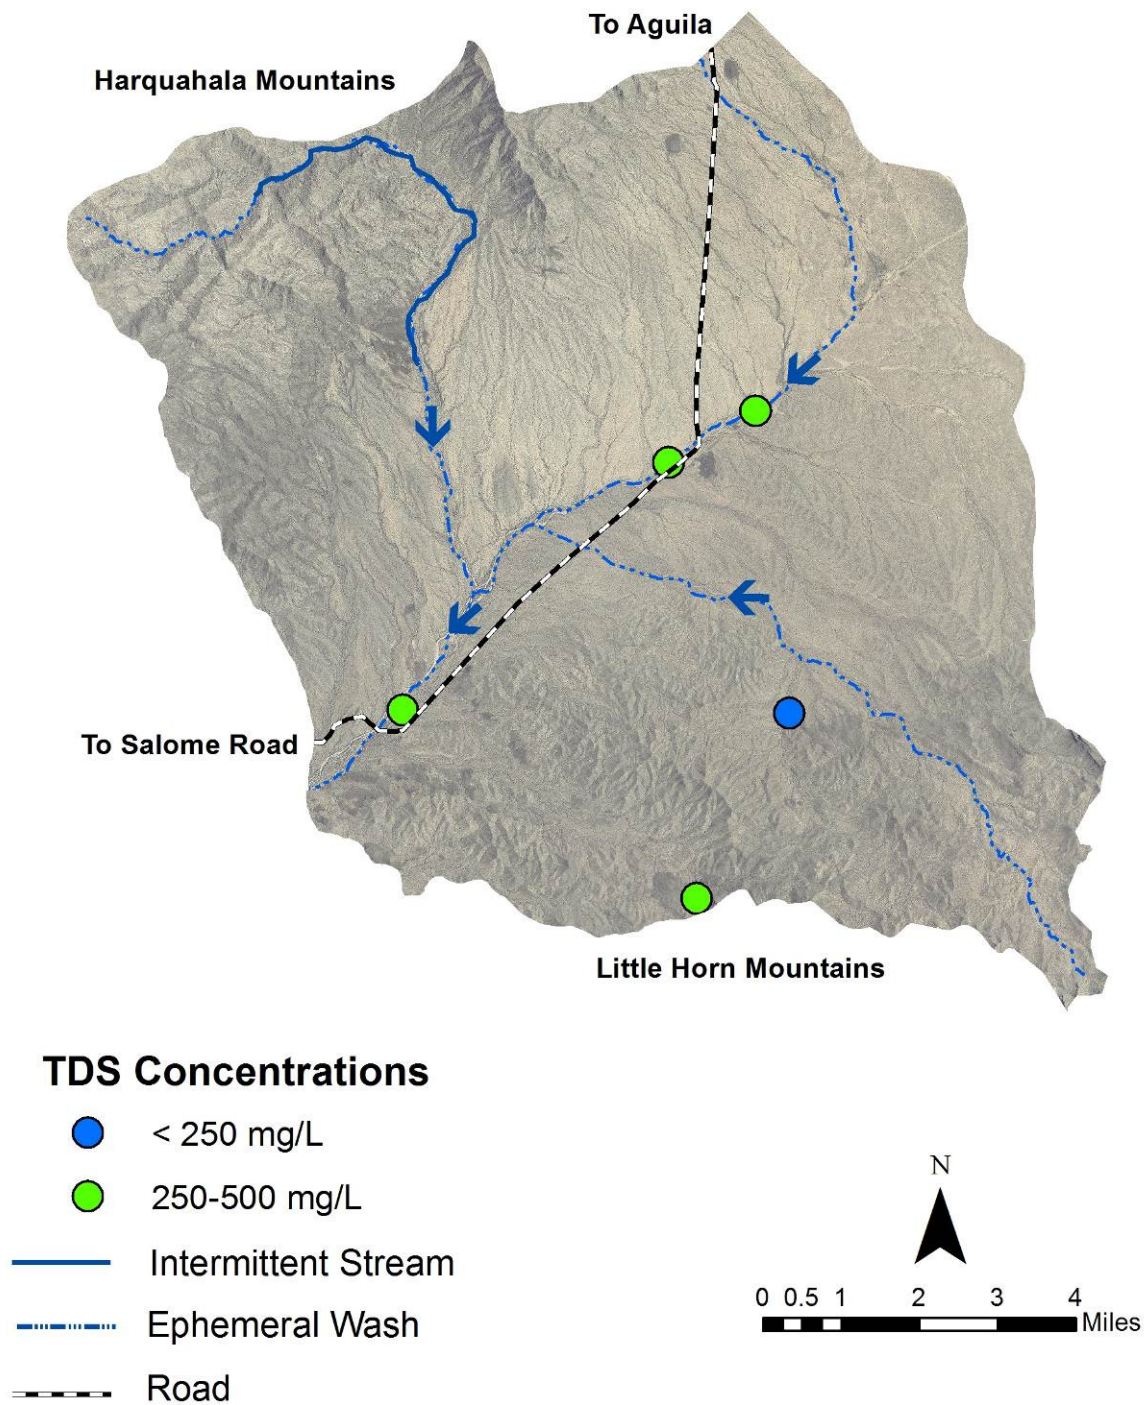 To Aguila
Harquahala Mountains
To Salome Road
Little Horn Mountains
TDS Concentrations
< 250 mg/L
250-500 mg/L
Intermittent Stream
Ephemeral Wash
Road
N
0 0.5 1 2 3 4
Miles